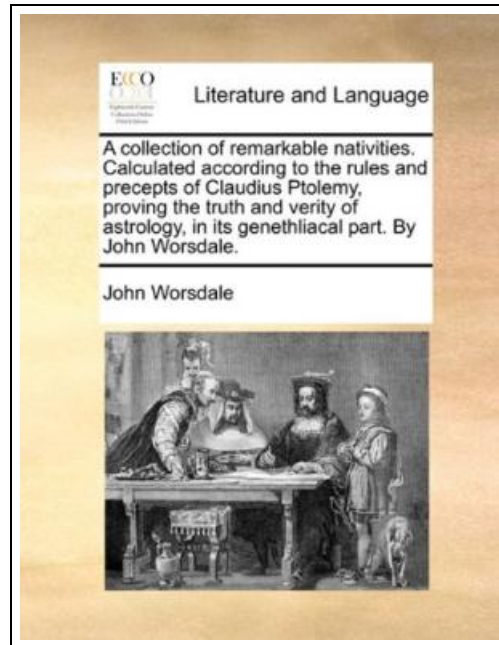 ECCO
Literature and Language
A collection of remarkable nativities.
Calculated according to the rules and
precepts of Claudius Ptolemy,
proving the truth and verity of
astrology, in its genethliacal part. By
John Worsdale.
John Worsdale